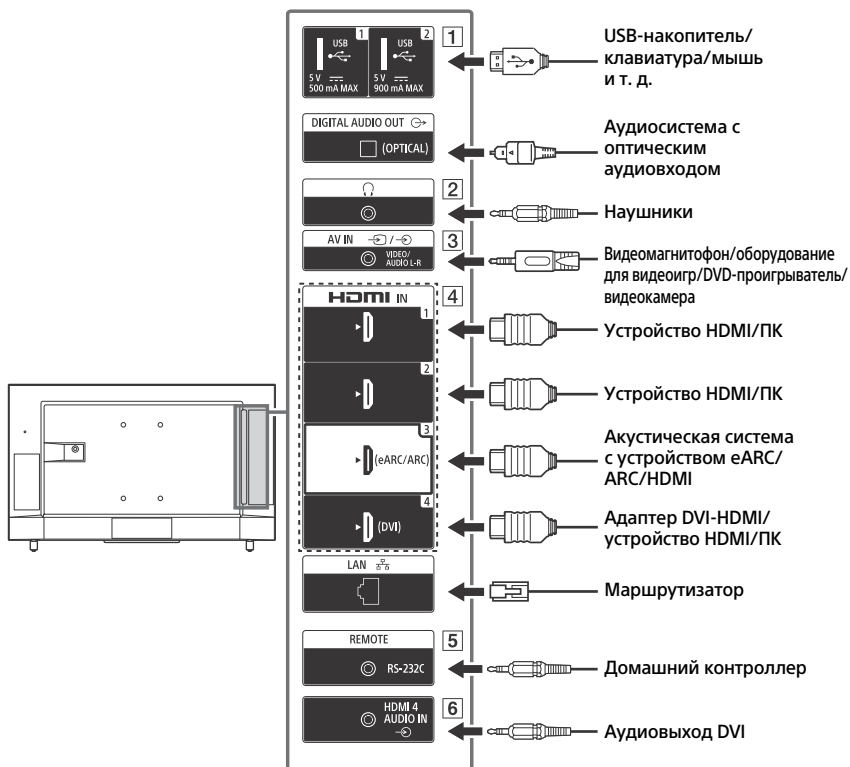 1 2 1
USB USB
5 V 5 V
500 mA MAX 900 mA MAX
USB-накопитель/
клавиатура/мышь
и т. д.
DIGITAL AUDIO OUT
(OPTICAL)
Аудиосистема с
оптическим
аудиовходом
2
Наушники
AV IN / 3
VIDEO/
AUDIO L-R
Видеомагнитофон/оборудование
для видеоигр/DVD-проигрыватель/
видеокамера
HDMI IN 4
1
Устройство HDMI/ПК
2
Устройство HDMI/ПК
3
(eARC/ARC)
Акустическая система
с устройством eARC/
ARC/HDMI
4
(DVI)
Адаптер DVI-HDMI/
устройство HDMI/ПК
LAN
Маршрутизатор
REMOTE 5
RS-232C
Домашний контроллер
HDMI 4 6
AUDIO IN
Аудиовыход DVI